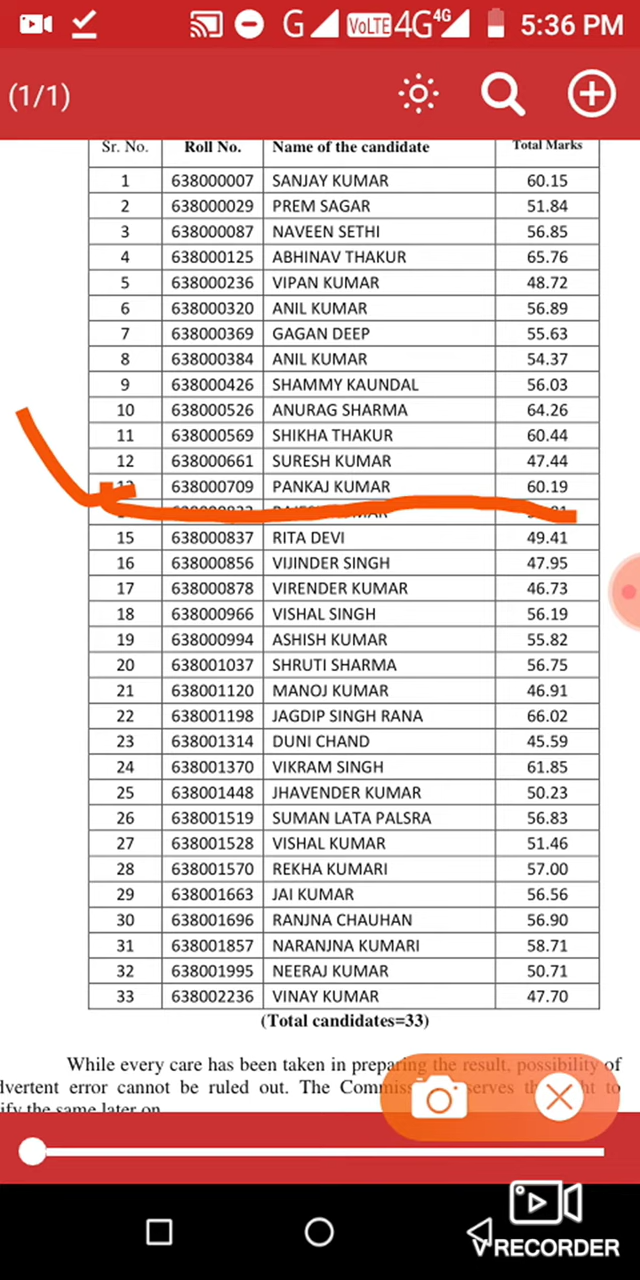 G VoLTE 4G 4G 5:36 PM
(1/1)
Sr. No. Roll No. Name of the candidate Total Marks
1 638000007 SANJAY KUMAR 60.15
2 638000029 PREM SAGAR 51.84
3 638000087 NAVEEN SETHI 56.85
4 638000125 ABHINAV THAKUR 65.76
5 638000236 VIPAN KUMAR 48.72
6 638000320 ANIL KUMAR 56.89
7 638000369 GAGAN DEEP 55.63
8 638000384 ANIL KUMAR 54.37
9 638000426 SHAMMY KAUNDAL 56.03
10 638000526 ANURAG SHARMA 64.26
11 638000569 SHIKHA THAKUR 60.44
12 638000661 SURESH KUMAR 47.44
638000709 PANKAJ KUMAR 60.19
15 638000837 RITA DEVI 49.41
16 638000856 VIJINDER SINGH 47.95
17 638000878 VIRENDER KUMAR 46.73
18 638000966 VISHAL SINGH 56.19
19 638000994 ASHISH KUMAR 55.82
20 638001037 SHRUTI SHARMA 56.75
21 638001120 MANOJ KUMAR 46.91
22 638001198 JAGDIP SINGH RANA 66.02
23 638001314 DUNI CHAND 45.59
24 638001370 VIKRAM SINGH 61.85
25 638001448 JHAVENDER KUMAR 50.23
26 638001519 SUMAN LATA PALSRA 56.83
27 638001528 VISHAL KUMAR 51.46
28 638001570 REKHA KUMARI 57.00
29 638001663 JAI KUMAR 56.56
30 638001696 RANJNA CHAUHAN 56.90
31 638001857 NARANJNA KUMARI 58.71
32 638001995 NEERAJ KUMAR 50.71
33 638002236 VINAY KUMAR 47.70
(Total candidates=33)
While every care has been taken in preparing the result, possibility of
dvertent error cannot be ruled out. The Commis serves th ht to
ify the same later on
V RECORDER